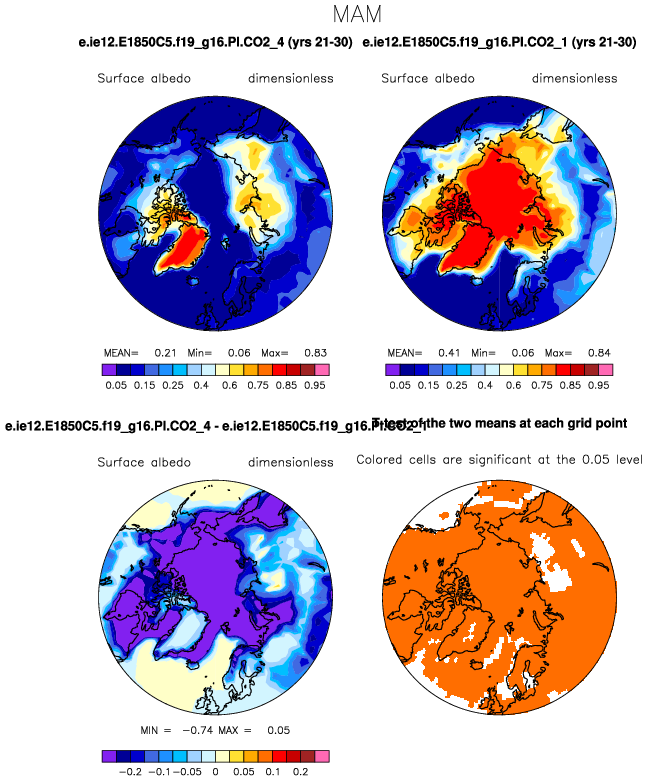 MAM
e.ie12.E1850C5.f19_g16.PI.CO2_4 (yrs 21-30) e.ie12.E1850C5.f19_g16.PI.CO2_1 (yrs 21-30)
Surface albedo dimensionless Surface albedo dimensionless
MEAN= 0.21 Min= 0.06 Max= 0.83 MEAN= 0.41 Min= 0.06 Max= 0.84
0.05 0.15 0.25 0.4 0.6 0.75 0.85 0.95 0.05 0.15 0.25 0.4 0.6 0.75 0.85 0.95
e.ie12.E1850C5.f19_g16.PI.CO2_4 - e.ie12.E1850C5.f19_g16.PI.CO2_1 T-test of the two means at each grid point
Surface albedo dimensionless Colored cells are significant at the 0.05 level
MIN = -0.74 MAX = 0.05
-0.2 -0.1 -0.05 0 0.05 0.1 0.2